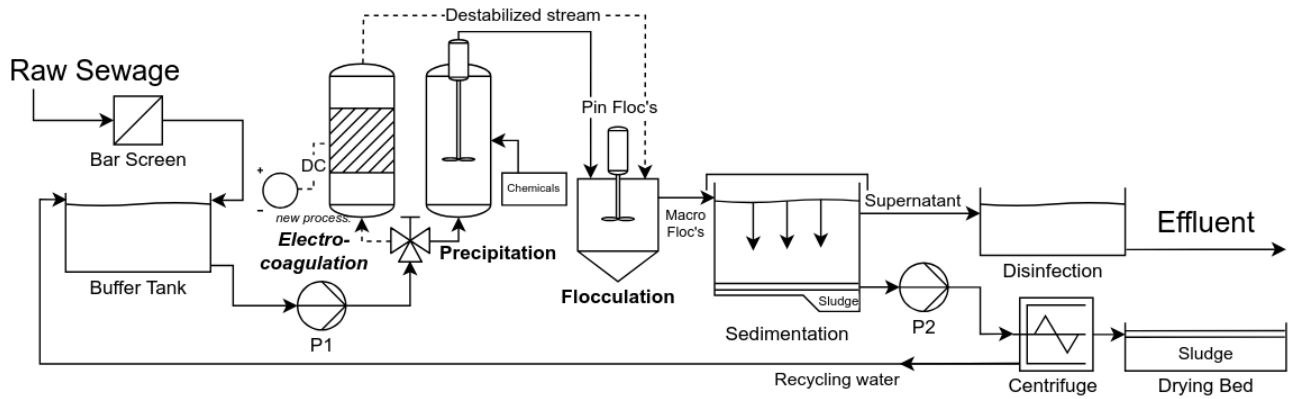 Destabilized stream
Raw Sewage
Pin Floc's
Bar Screen
DC
+
-
Chemicals
new process.
Electro-
coagulation
Precipitation
Macro
Floc's
Supernatant
Effluent
Buffer Tank
Flocculation
Disinfection
Sludge
P1
Sedimentation
P2
Sludge
Recycling water
Centrifuge
Drying Bed